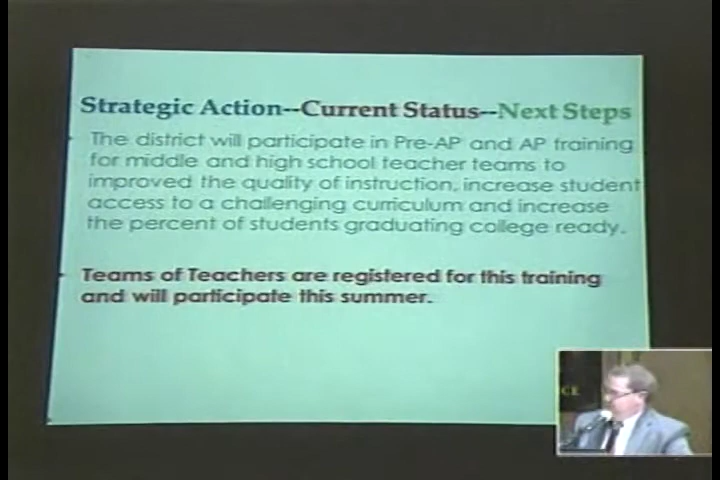 Strategic Action--Current Status--Next Steps
The district will participate in Pre-AP and AP training
for middle and high school teacher teams to
improved the quality of instruction, increase student
access to a challenging curriculum and increase
the percent of students graduating college ready.
Teams of Teachers are registered for this training
and will participate this summer.
CE